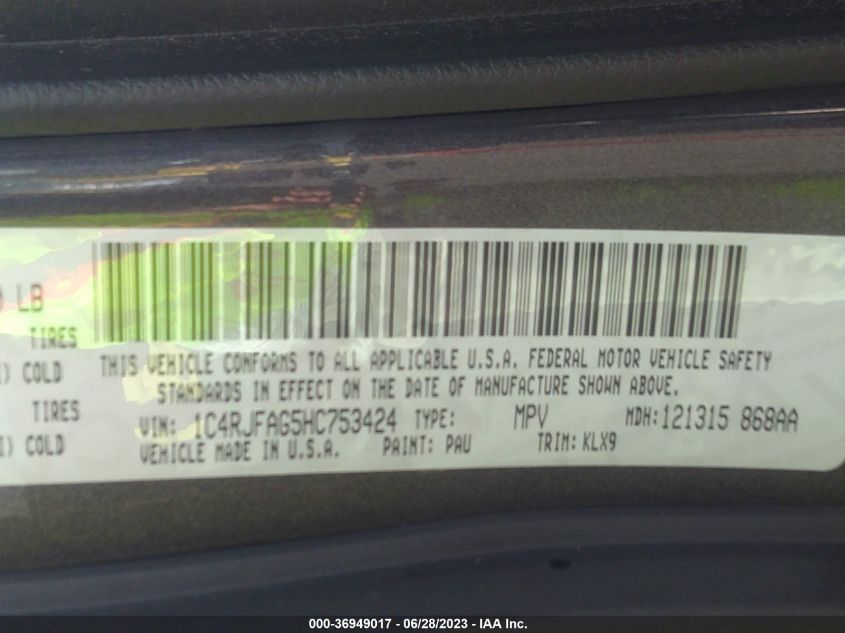 LB
TIRES
COLD
TIRES
COLD
THIS VEHICLE CONFORMS TO ALL APPLICABLE U.S.A. FEDERAL MOTOR VEHICLE SAFETY
STANDARDS IN EFFECT ON THE DATE OF MANUFACTURE SHOWN ABOVE.
VIN: 1C4RJFAG5HC753424 TYPE: MPV MDH:121315 868AA
VEHICLE MADE IN U.S.A. PAINT: PAU TRIM: KLX9
000-36949017 - 06/28/2023 - IAA Inc.